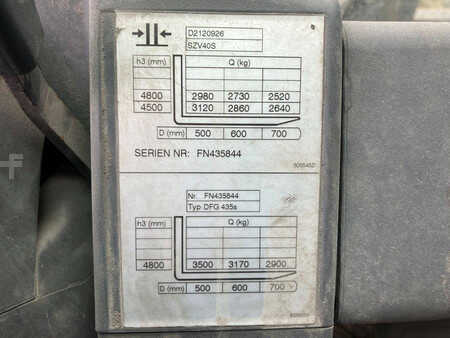 D2120926
SZV40S
h3 (mm) Q (kg)
4800 2980 2730 2520
4500 3120 2860 2640
D (mm) 500 600 700
SERIEN NR: FN435844
Nr. FN435844
Typ DFG 435s
h3 (mm) Q (kg)
4800 3500 3170 2900
D (mm) 500 600 700